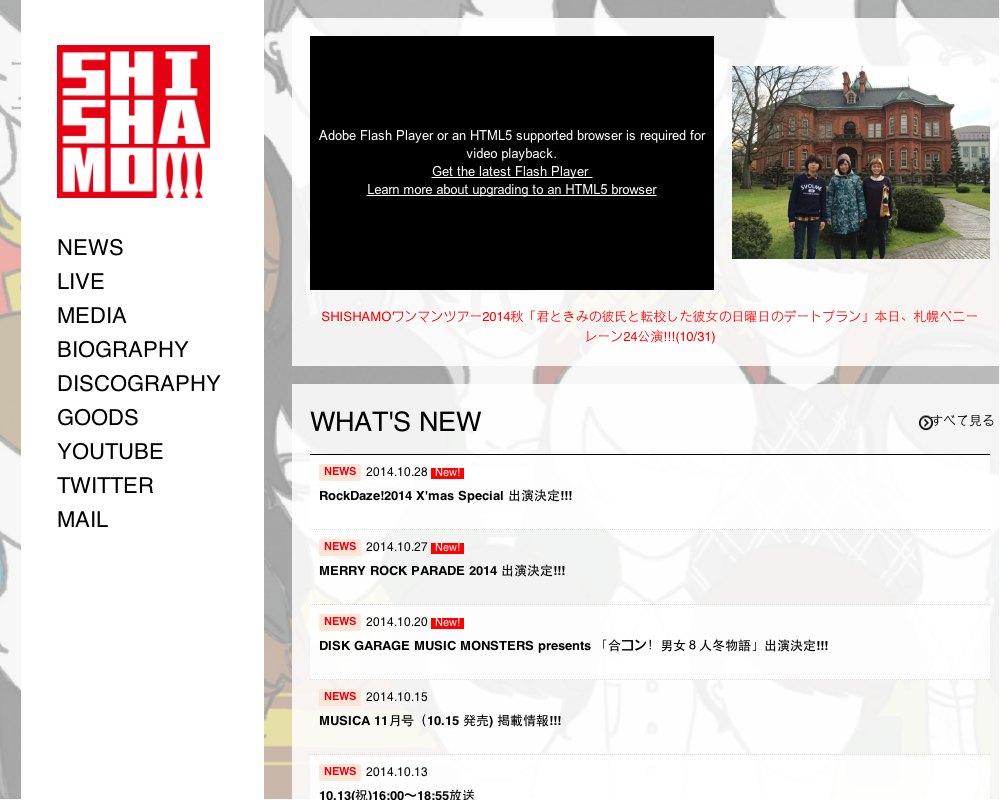 SHI
SHA
MO
NEWS
LIVE
MEDIA
BIOGRAPHY
DISCOGRAPHY
GOODS
YOUTUBE
TWITTER
MAIL
Adobe Flash Player or an HTML5 supported browser is required for
video playback.
Get the latest Flash Player
Learn more about upgrading to an HTML5 browser
SHISHAMOワンマンツアー2014秋「君ときみの彼氏と転校した彼女の日曜日のデートプラン」本日、札幌ペニー
レーン24公演!!!(10/31)
WHAT'S NEW
すべて見る
NEWS 2014.10.28 New!
RockDaze!2014 X'mas Special 出演決定!!!
NEWS 2014.10.27 New!
MERRY ROCK PARADE 2014 出演決定!!!
NEWS 2014.10.20 New!
DISK GARAGE MUSIC MONSTERS presents 「合コン！男女８人冬物語」出演決定!!!
NEWS 2014.10.15
MUSICA 11月号（10.15 発売) 掲載情報!!!
NEWS 2014.10.13
10.13(祝)16:00〜18:55放送